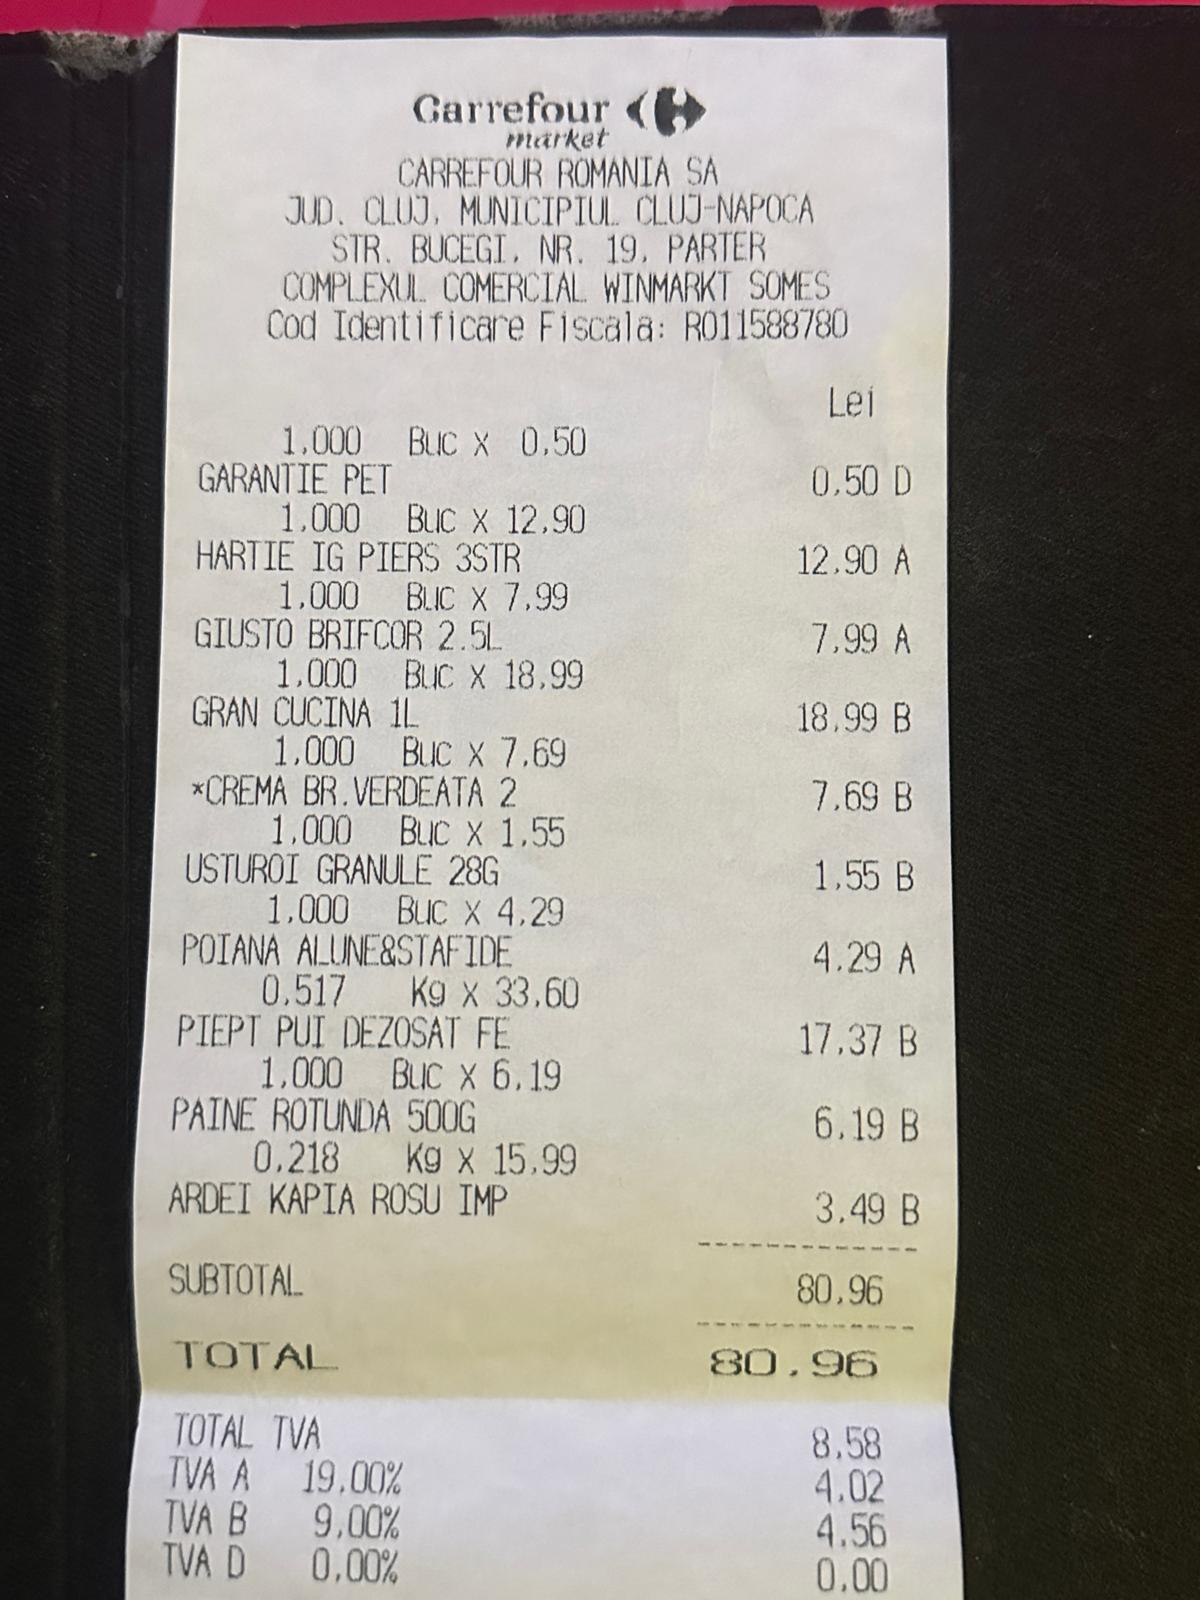 Carrefour
market
CARREFOUR ROMANIA SA
JUD. CLUJ, MUNICIPIUL CLUJ-NAPOCA
STR. BUCEGI, NR. 19, PARTER
COMPLEXUL COMERCIAL WINMARKT SOMES
Cod Identificare Fiscala: RO11588780
Lei
1,000 Buc X 0,50
GARANTIE PET 0,50 D
1,000 Buc X 12,90
HARTIE IG PIERS 3STR 12,90 A
1,000 Buc X 7,99
GIUSTO BRIFCOR 2.5L 7,99 A
1,000 Buc X 18,99
GRAN CUCINA 1L 18,99 B
1,000 Buc X 7,69
*CREMA BR.VERDEATA 2 7,69 B
1,000 Buc X 1,55
USTUROI GRANULE 28G 1,55 B
1,000 Buc X 4,29
POIANA ALUNE&STAFIDE 4,29 A
0,517 Kg X 33,60
PIEPT PUI DEZOSAT FE 17,37 B
1,000 Buc X 6,19
PAINE ROTUNDA 500G 6,19 B
0,218 Kg X 15,99
ARDEI KAPIA ROSU IMP 3,49 B
SUBTOTAL 80,96
TOTAL 80,96
TOTAL TVA 8,58
TVA A 19,00% 4,02
TVA B 9,00% 4,56
TVA D 0,00% 0,00